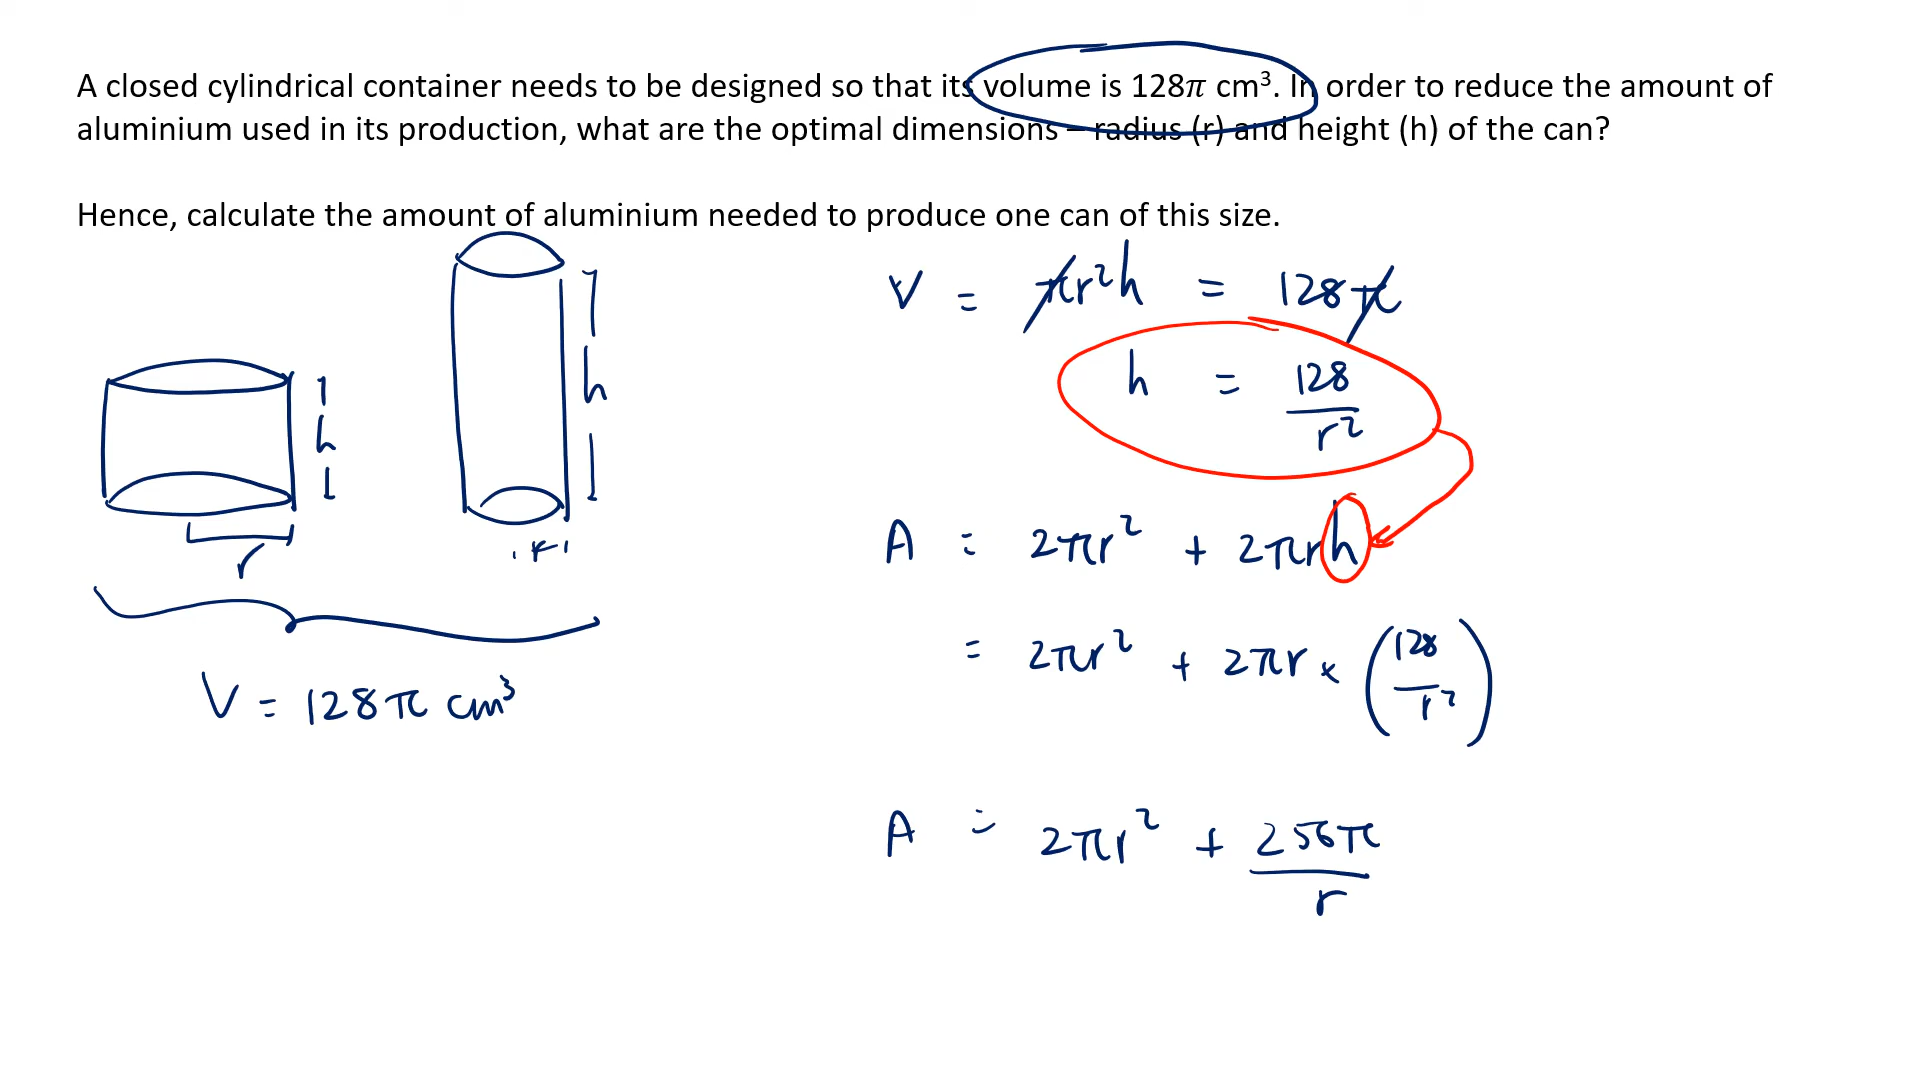 A closed cylindrical container needs to be designed so that its volume is 128π cm³. In order to reduce the amount of
aluminium used in its production, what are the optimal dimensions – radius (r) and height (h) of the can?
Hence, calculate the amount of aluminium needed to produce one can of this size.
V = πr²h = 128π
h = 128/r²
h
h
r
r
V = 128π cm³
A = 2πr² + 2πrh
= 2πr² + 2πr × (128/r²)
A = 2πr² + 256π/r